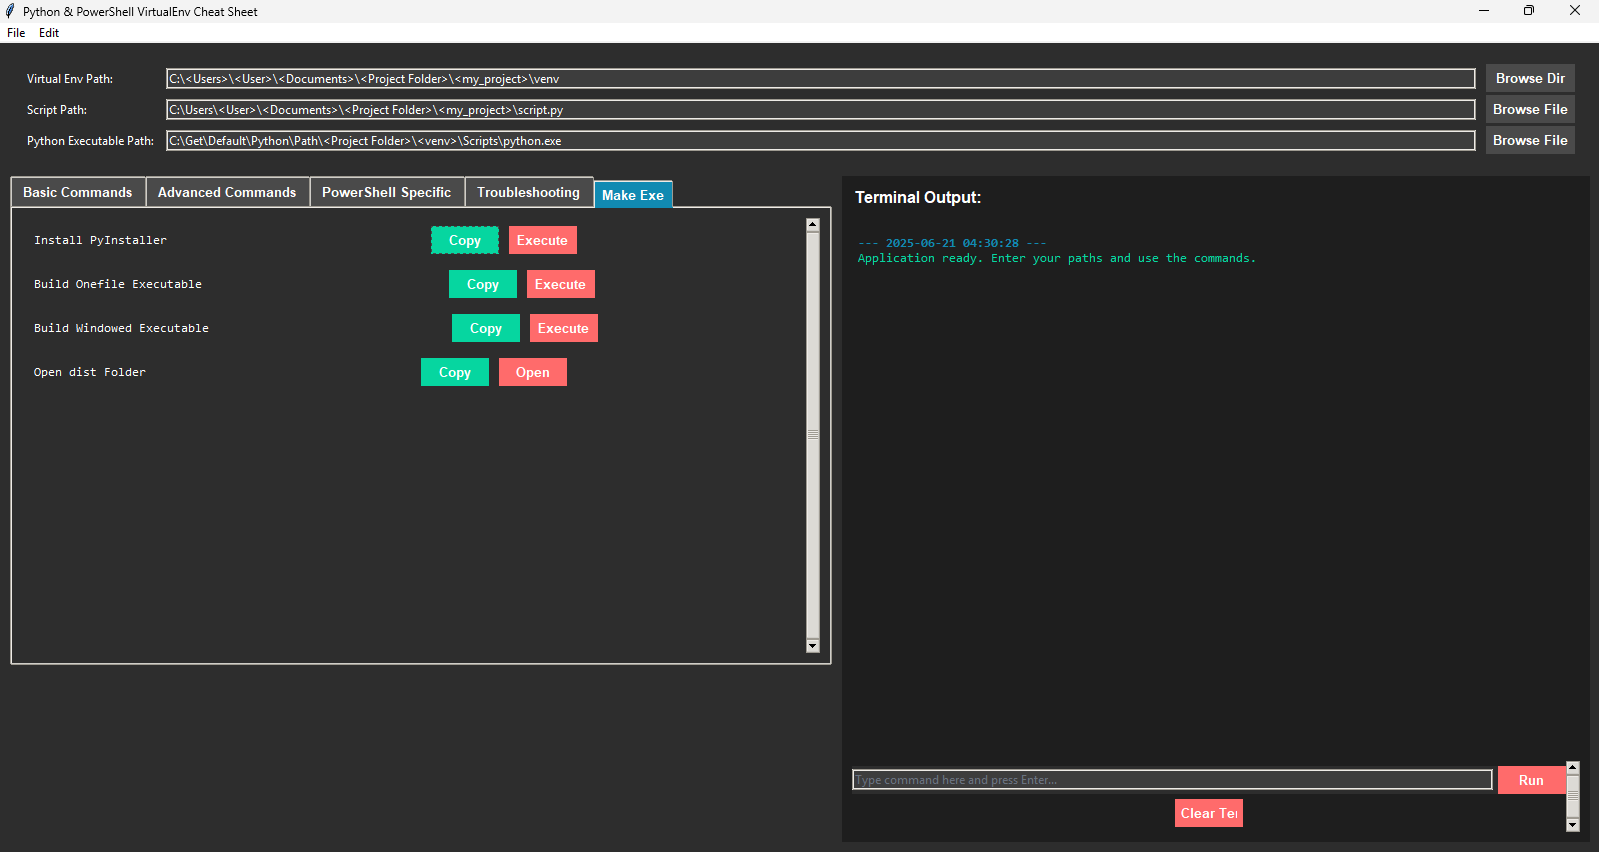 Python & PowerShell VirtualEnv Cheat Sheet
File Edit
Virtual Env Path: C:\<Users>\<User>\<Documents>\<Project Folder>\<my_project>\venv Browse Dir
Script Path: C:\Users\<User>\<Documents>\<Project Folder>\<my_project>\script.py Browse File
Python Executable Path: C:\Get\Default\Python\Path\<Project Folder>\<venv>\Scripts\python.exe Browse File
Basic Commands Advanced Commands PowerShell Specific Troubleshooting Make Exe
Install PyInstaller Copy Execute
Build Onefile Executable Copy Execute
Build Windowed Executable Copy Execute
Open dist Folder Copy Open
Terminal Output:
--- 2025-06-21 04:30:28 ---
Application ready. Enter your paths and use the commands.
Type command here and press Enter... Run
Clear Ter